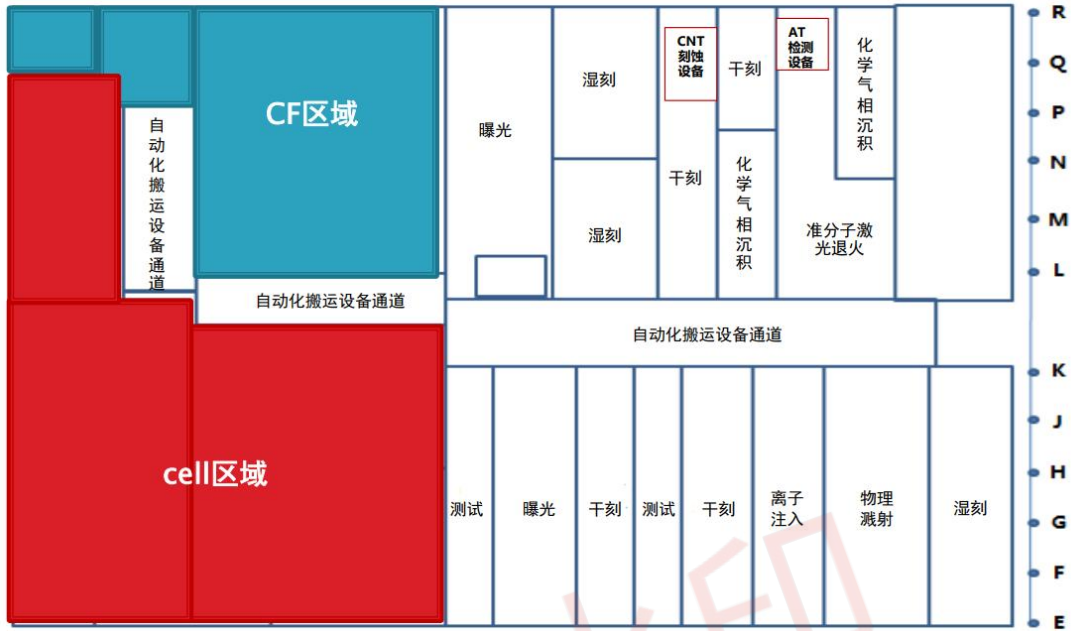 R
CNT
刻蚀
设备
AT
检测
设备
化学气相沉积
Q
干刻
湿刻
CF区域
P
曝光
自动化搬运设备通道
N
干刻
化学气相沉积
M
湿刻
准分子激
光退火
L
自动化搬运设备通道
自动化搬运设备通道
K
J
cell区域
H
测试
曝光
干刻
测试
干刻
离子
注入
物理
溅射
湿刻
G
F
E